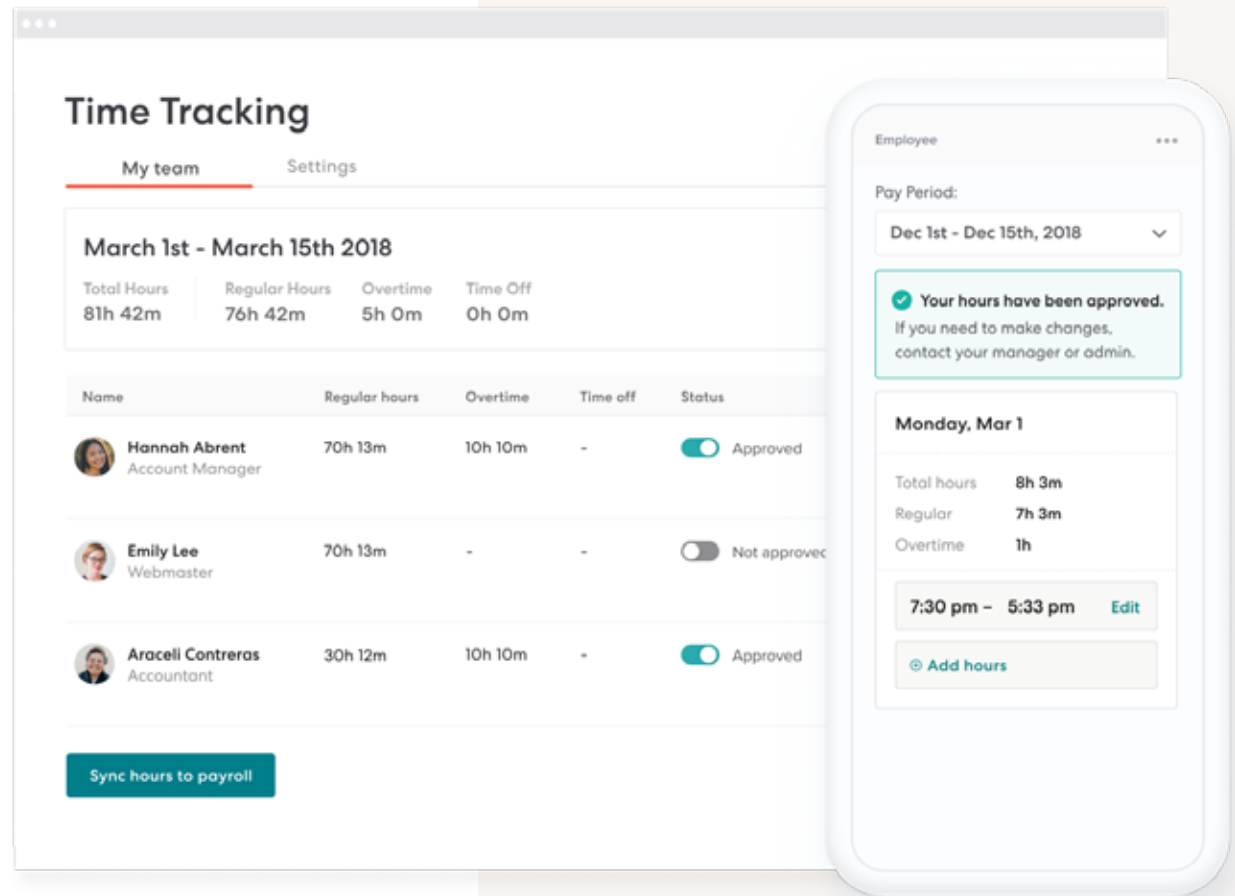 Time Tracking
My team Settings
March 1st - March 15th 2018
Total Hours Regular Hours Overtime Time Off
81h 42m 76h 42m 5h 0m 0h 0m
Name Regular hours Overtime Time off Status
Hannah Abrent 70h 13m 10h 10m - Approved
Account Manager
Emily Lee 70h 13m - - Not approved
Webmaster
Araceli Contreras 30h 12m 10h 10m - Approved
Accountant
Sync hours to payroll
Employee
Pay Period:
Dec 1st - Dec 15th, 2018
Your hours have been approved.
If you need to make changes,
contact your manager or admin.
Monday, Mar 1
Total hours 8h 3m
Regular 7h 3m
Overtime 1h
7:30 pm – 5:33 pm Edit
Add hours